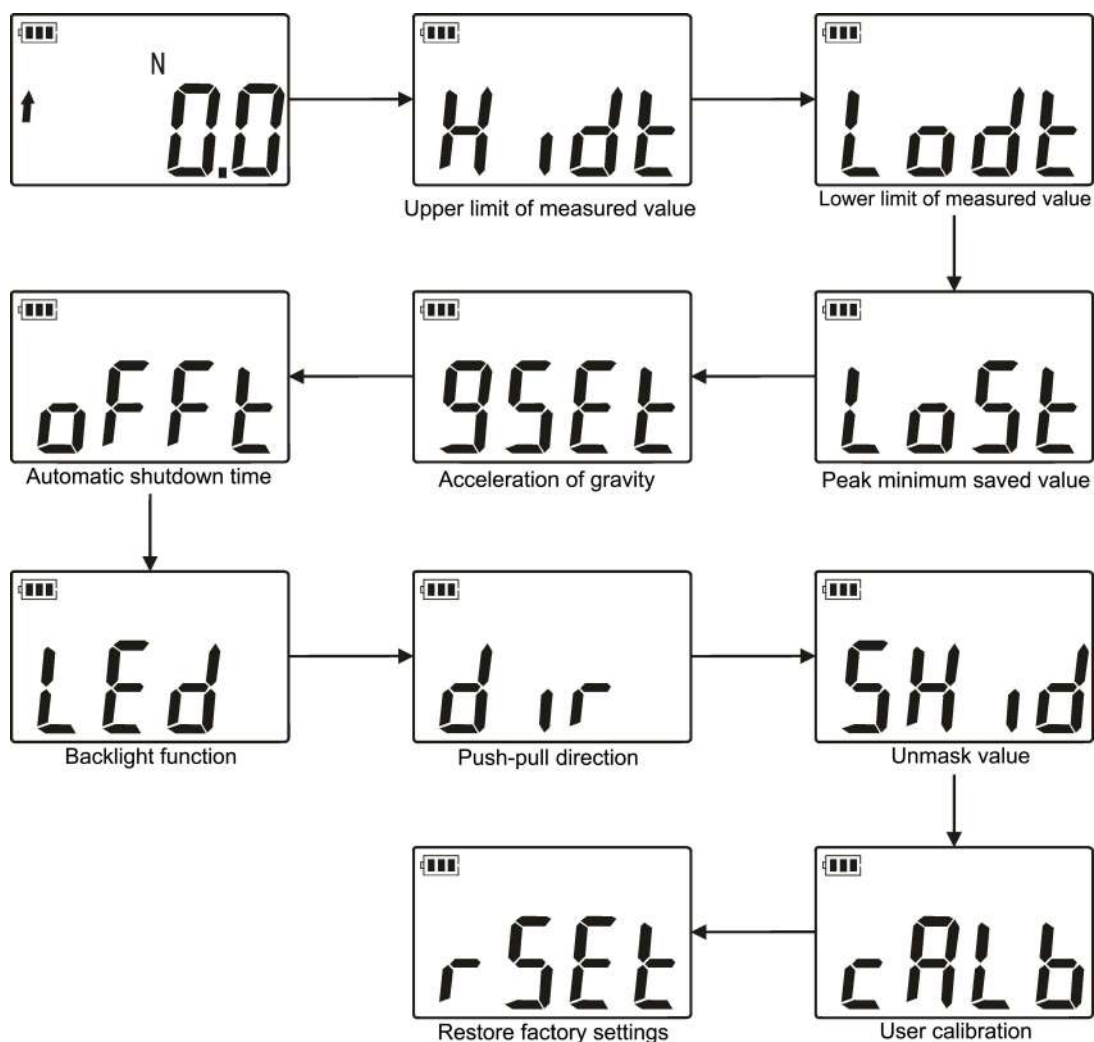 N
0.0
Hidt
Upper limit of measured value
Lodt
Lower limit of measured value
LoSt
Peak minimum saved value
gSEt
Acceleration of gravity
oFFt
Automatic shutdown time
LEd
Backlight function
dir
Push-pull direction
SHid
Unmask value
cALb
User calibration
rSEt
Restore factory settings